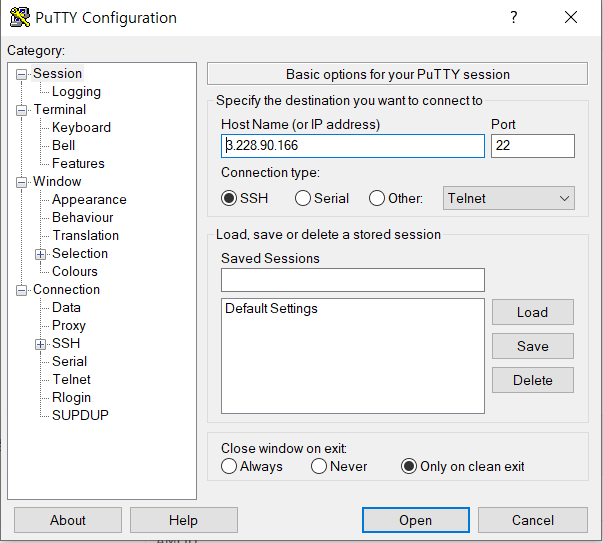 PuTTY Configuration
?
Category:
Session
Logging
Terminal
Keyboard
Bell
Features
Window
Appearance
Behaviour
Translation
Selection
Colours
Connection
Data
Proxy
SSH
Serial
Telnet
Rlogin
SUPDUP
Basic options for your PuTTY session
Specify the destination you want to connect to
Host Name (or IP address) Port
3.228.90.166 22
Connection type:
SSH Serial Other: Telnet
Load, save or delete a stored session
Saved Sessions
Default Settings
Load
Save
Delete
Close window on exit:
Always Never Only on clean exit
About Help Open Cancel